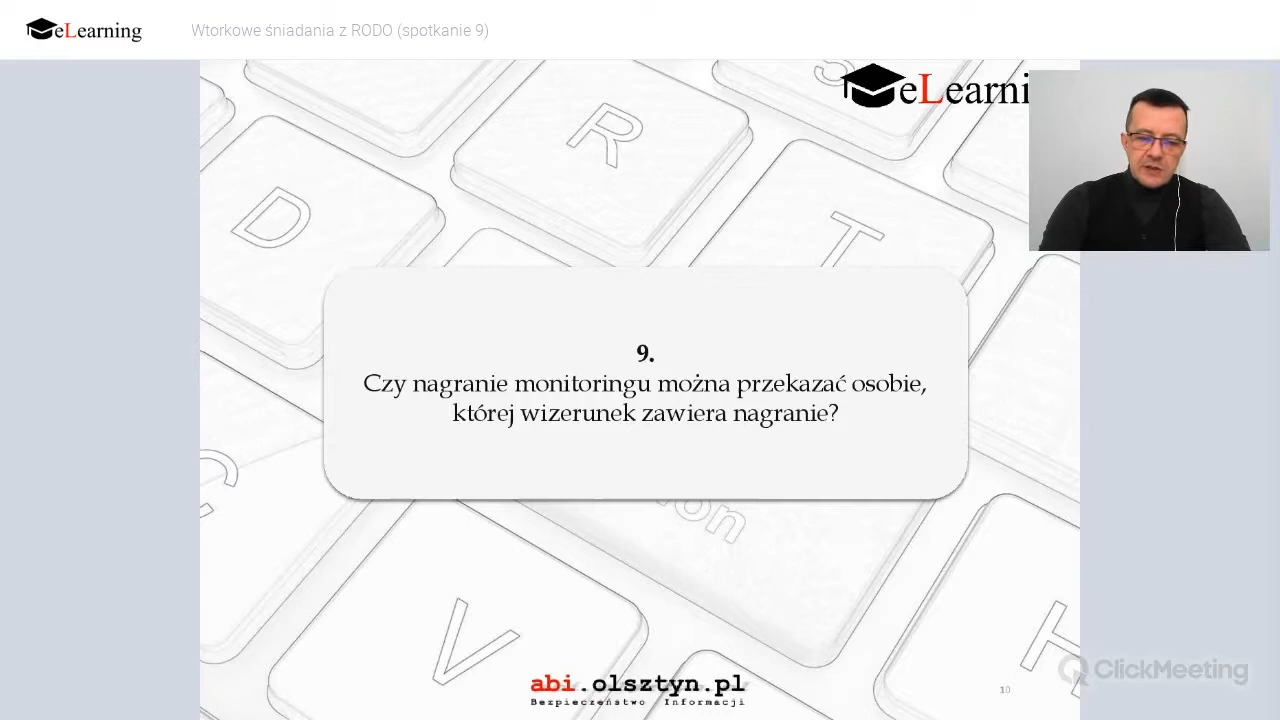 eLearning
Wtorkowe śniadania z RODO (spotkanie 9)
eLearni
R
D
T
9.
Czy nagranie monitoringu można przekazać osobie,
której wizerunek zawiera nagranie?
C
ion
V
H
ClickMeeting
abi.olsztyn.pl
Bezpieczeństwo Informacji
10